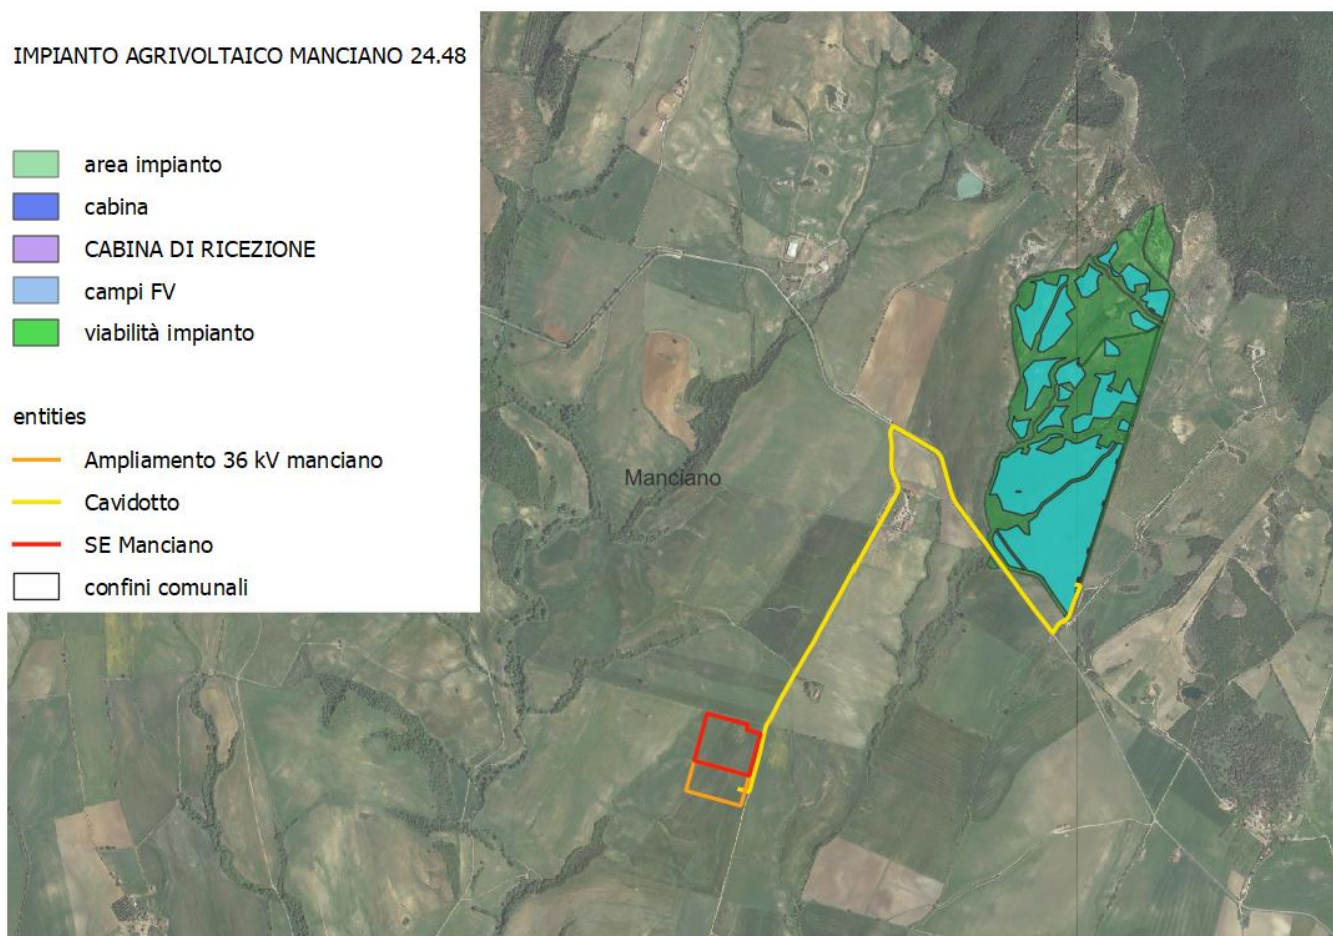 IMPIANTO AGRIVOLTAICO MANCIANO 24.48
area impianto
cabina
CABINA DI RICEZIONE
campi FV
viabilità impianto
entities
Ampliamento 36 kV manciano
Cavidotto
SE Manciano
confini comunali
Manciano